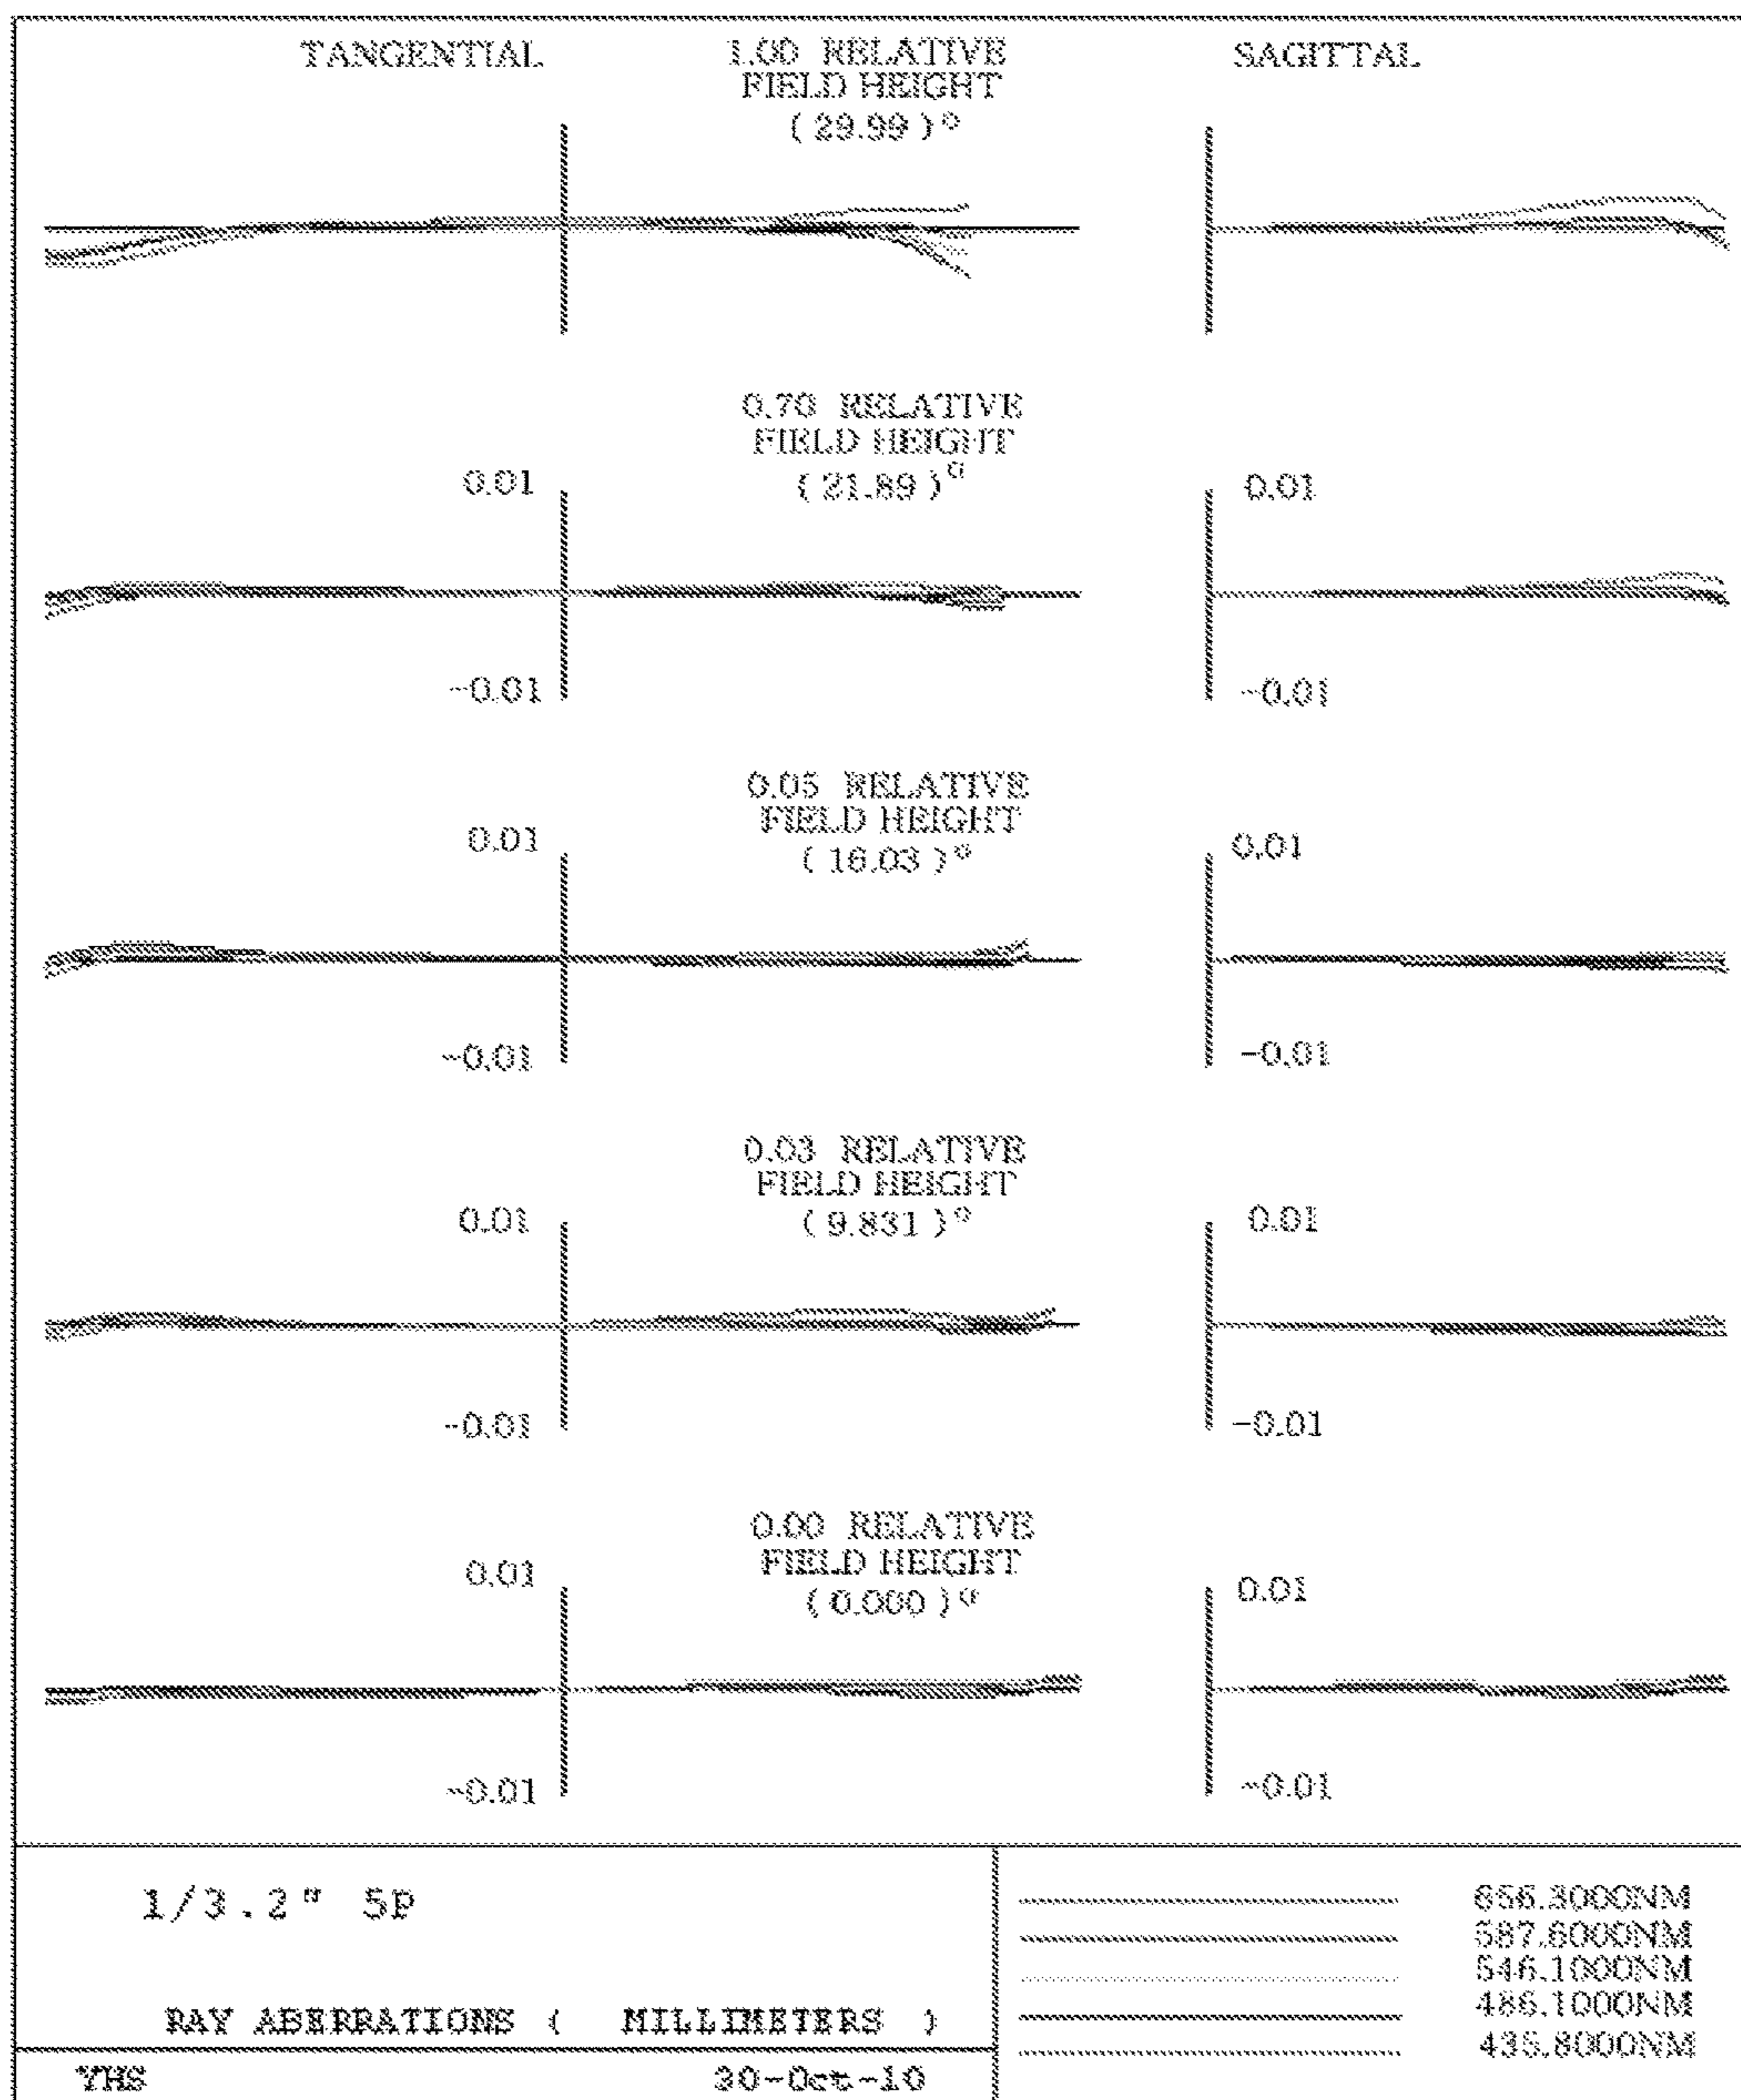 TANGENTIAL
1.00 RELATIVE
FIELD HEIGHT
( 29.99 )°
SAGITTAL
0.70 RELATIVE
FIELD HEIGHT
( 21.89 )°
0.01
0.01
-0.01
-0.01
0.05 RELATIVE
FIELD HEIGHT
( 16.03 )°
0.01
0.01
-0.01
-0.01
0.03 RELATIVE
FIELD HEIGHT
( 9.831 )°
0.01
0.01
-0.01
-0.01
0.00 RELATIVE
FIELD HEIGHT
( 0.000 )°
0.01
0.01
-0.01
-0.01
1/3.2" 5P
RAY ABERRATIONS ( MILLIMETERS )
YHS
30-Oct-10
656.3000NM
587.6000NM
546.1000NM
486.1000NM
435.8000NM